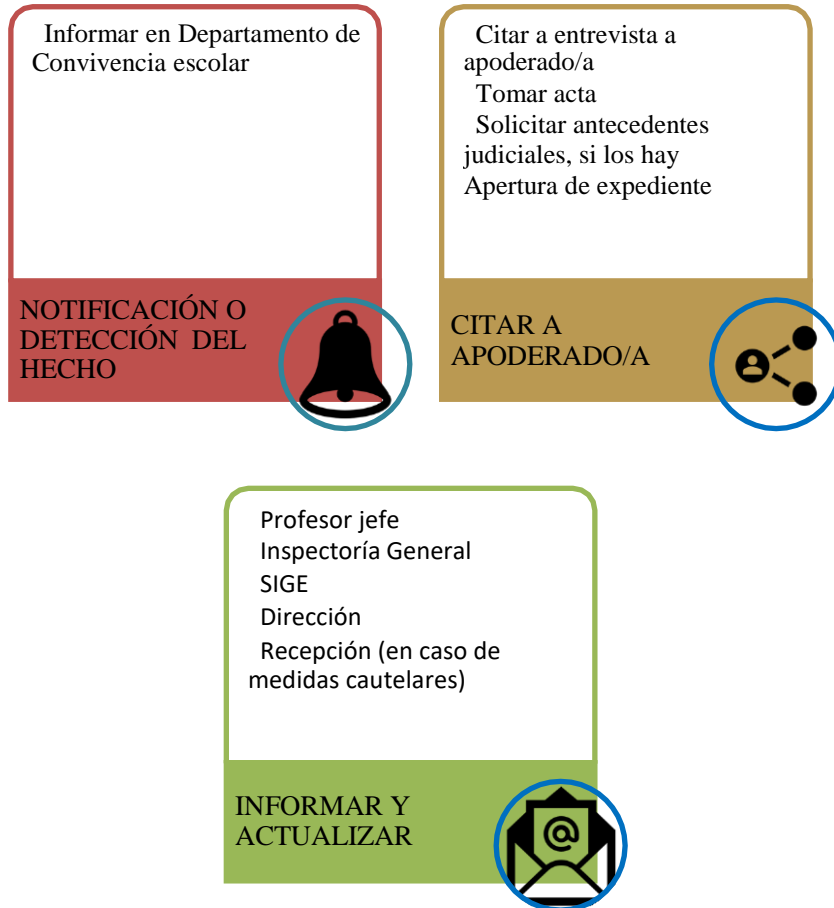 Informar en Departamento de
Convivencia escolar
NOTIFICACIÓN O
DETECCIÓN DEL
HECHO
Citar a entrevista a
apoderado/a
Tomar acta
Solicitar antecedentes
judiciales, si los hay
Apertura de expediente
CITAR A
APODERADO/A
Profesor jefe
Inspectoría General
SIGE
Dirección
Recepción (en caso de
medidas cautelares)
INFORMAR Y
ACTUALIZAR
@